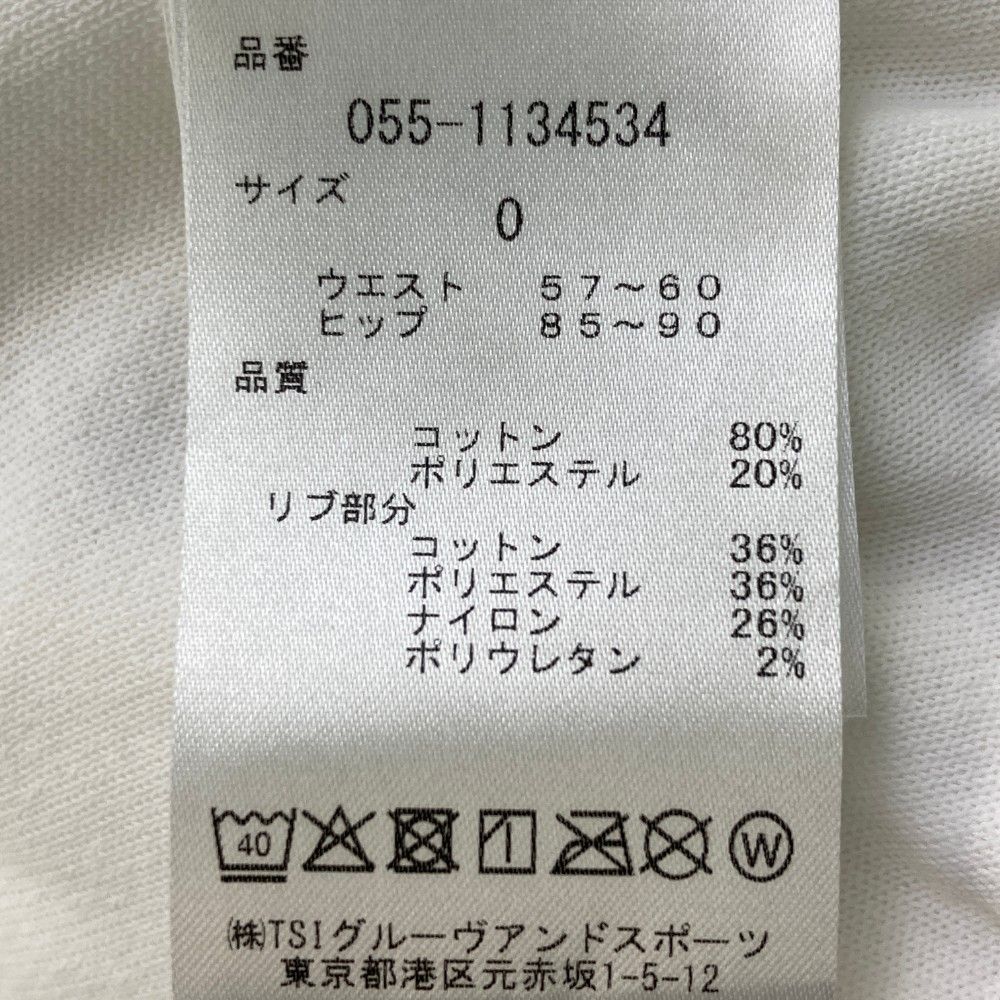 品番
055-1134534
サイズ
0
ウエスト ５７～６０
ヒップ ８５～９０
品質
コットン 80%
ポリエステル 20%
リブ部分
コットン 36%
ポリエステル 36%
ナイロン 26%
ポリウレタン 2%
40 W
㈱TSIグルーヴアンドスポーツ
東京都港区元赤坂1-5-12